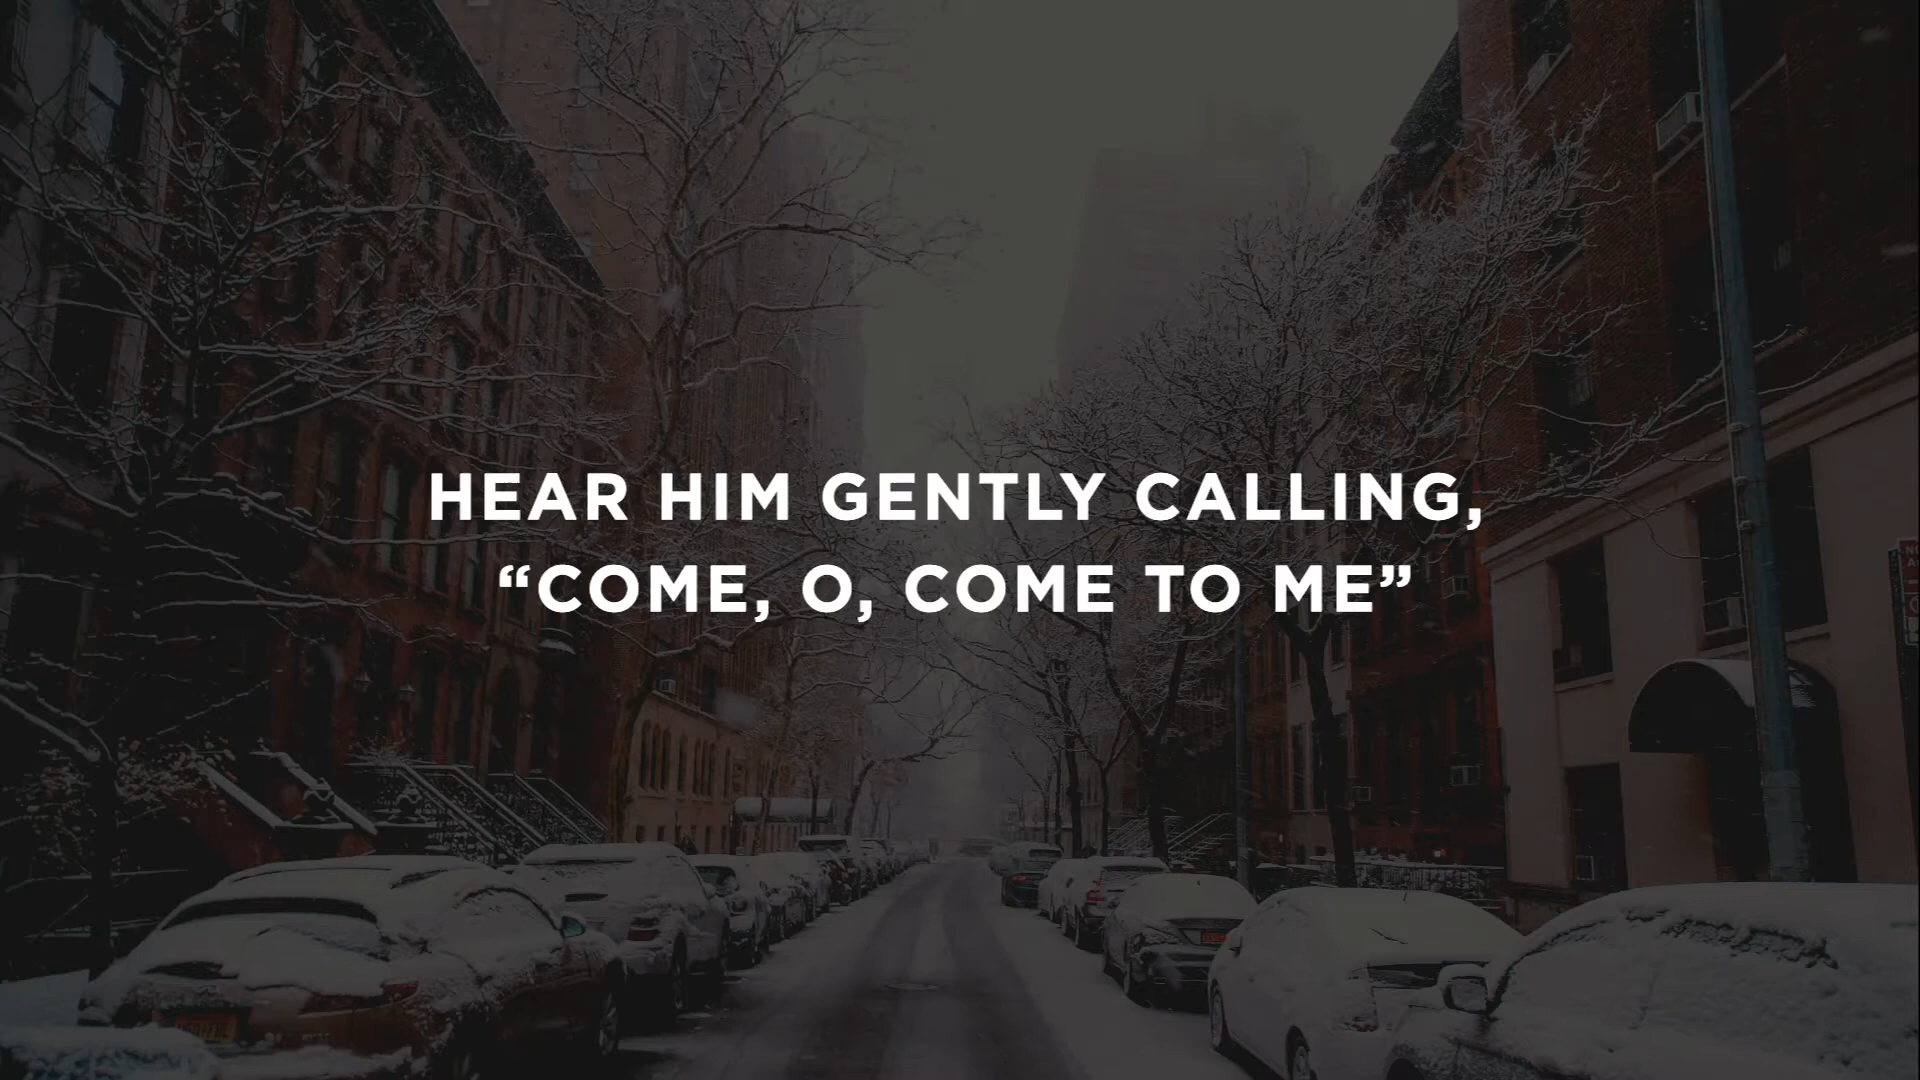 HEAR HIM GENTLY CALLING,
“COME, O, COME TO ME”